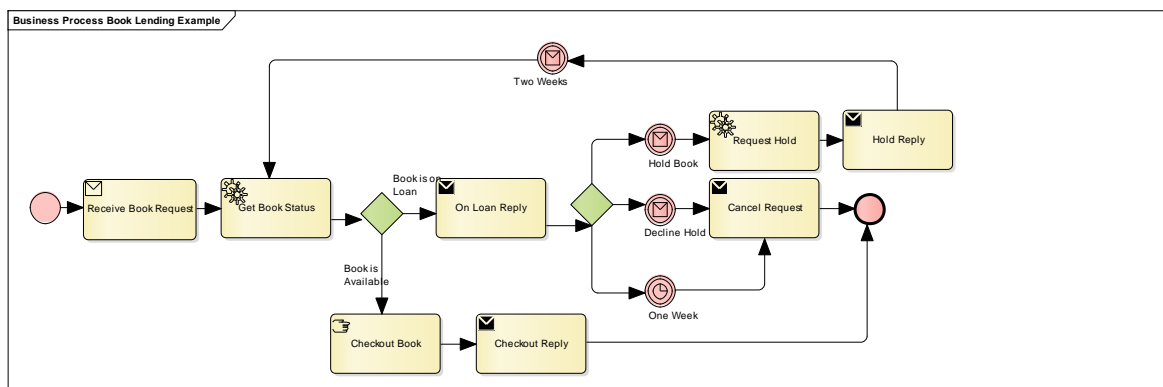 Business Process Book Lending Example
Two Weeks
Hold Book
Request Hold
Hold Reply
Book is on
Loan
Receive Book Request
Get Book Status
On Loan Reply
Decline Hold
Cancel Request
Book is
Available
One Week
Checkout Book
Checkout Reply